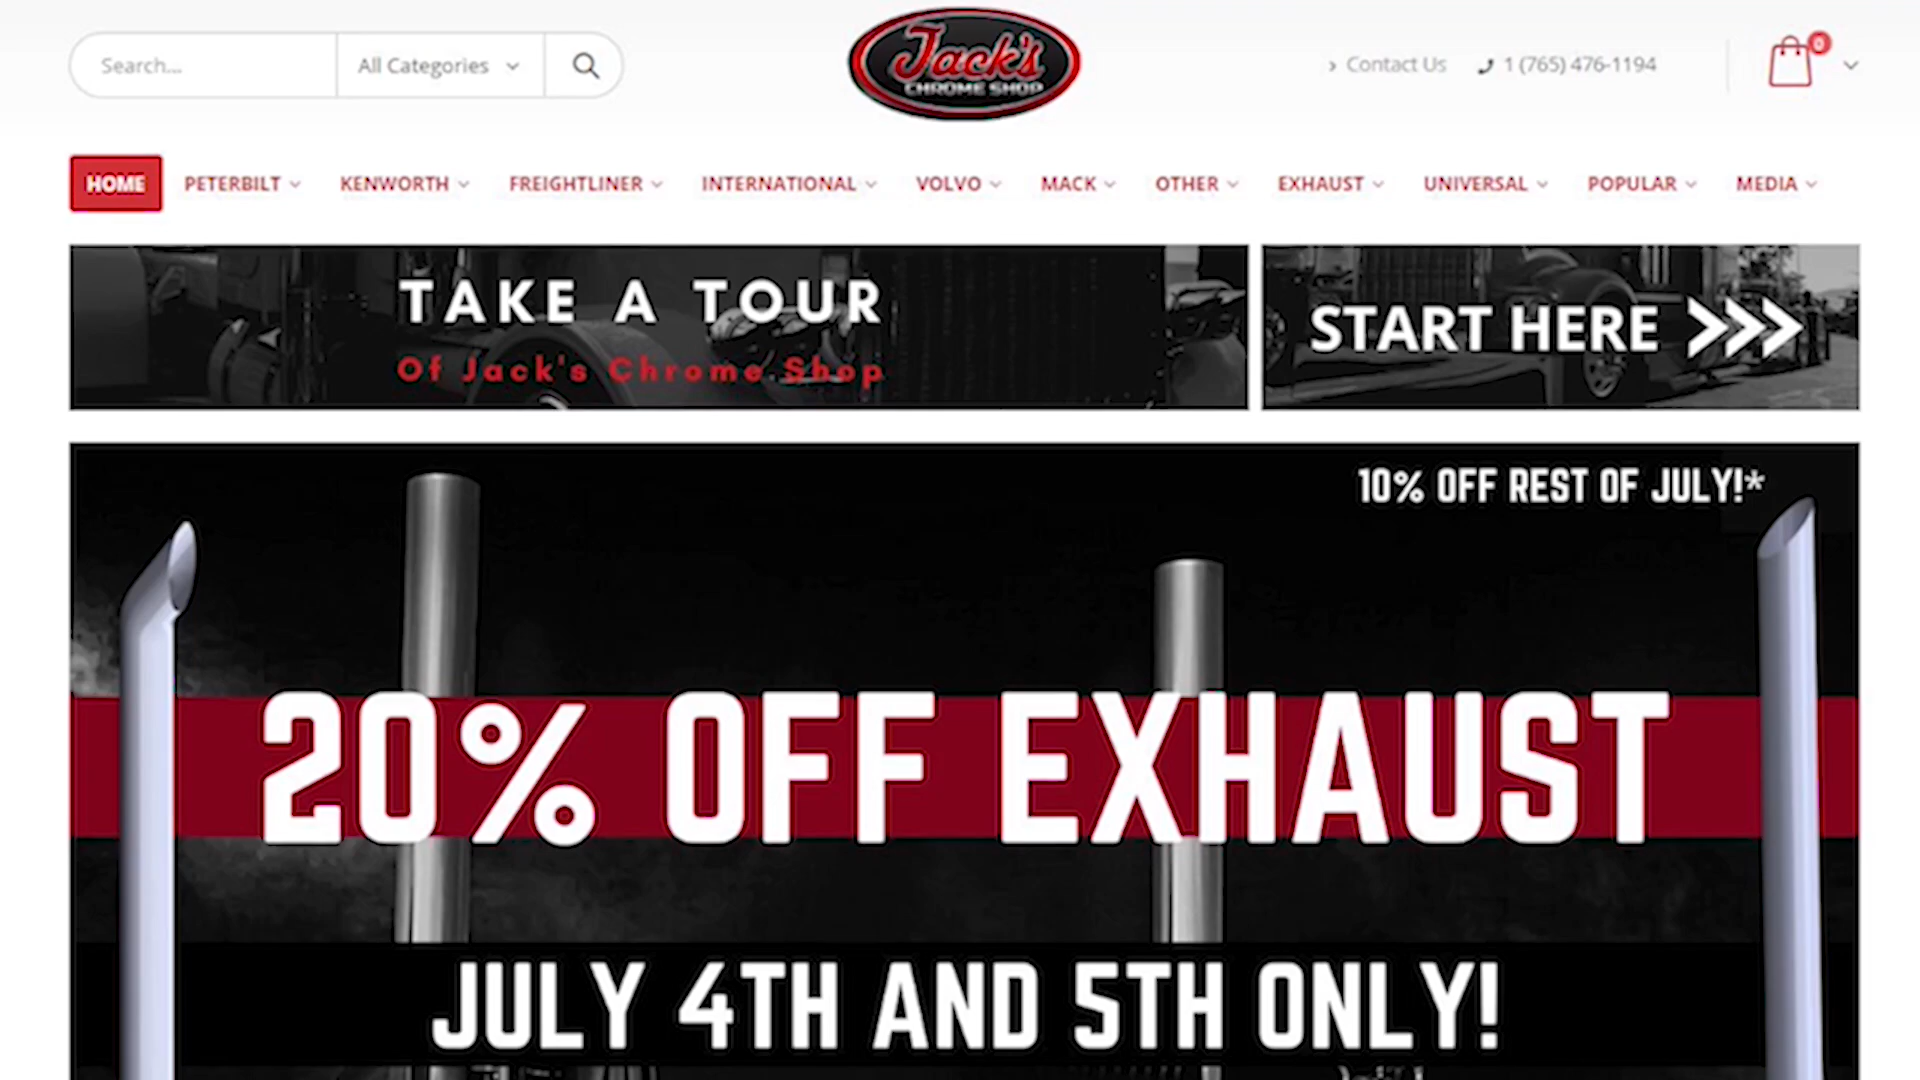 Search...
All Categories
Jack's
CHROME SHOP
Contact Us
1 (765) 476-1194
0
HOME
PETERBILT
KENWORTH
FREIGHTLINER
INTERNATIONAL
VOLVO
MACK
OTHER
EXHAUST
UNIVERSAL
POPULAR
MEDIA
TAKE A TOUR
Of Jack's Chrome Shop
START HERE
10% OFF REST OF JULY!*
20% OFF EXHAUST
JULY 4TH AND 5TH ONLY!